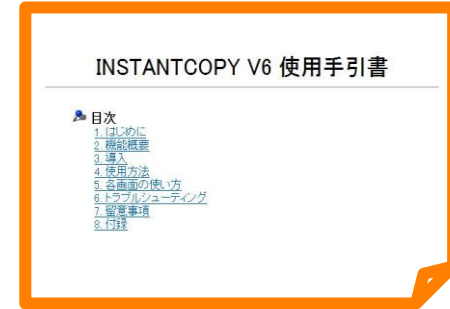 INSTANTCOPY V6 使用手引書
目次
1. はじめに
2. 機能概要
3. 導入
4. 使用方法
5. 各画面の使い方
6. トラブルシューティング
7. 留意事項
8. 付録